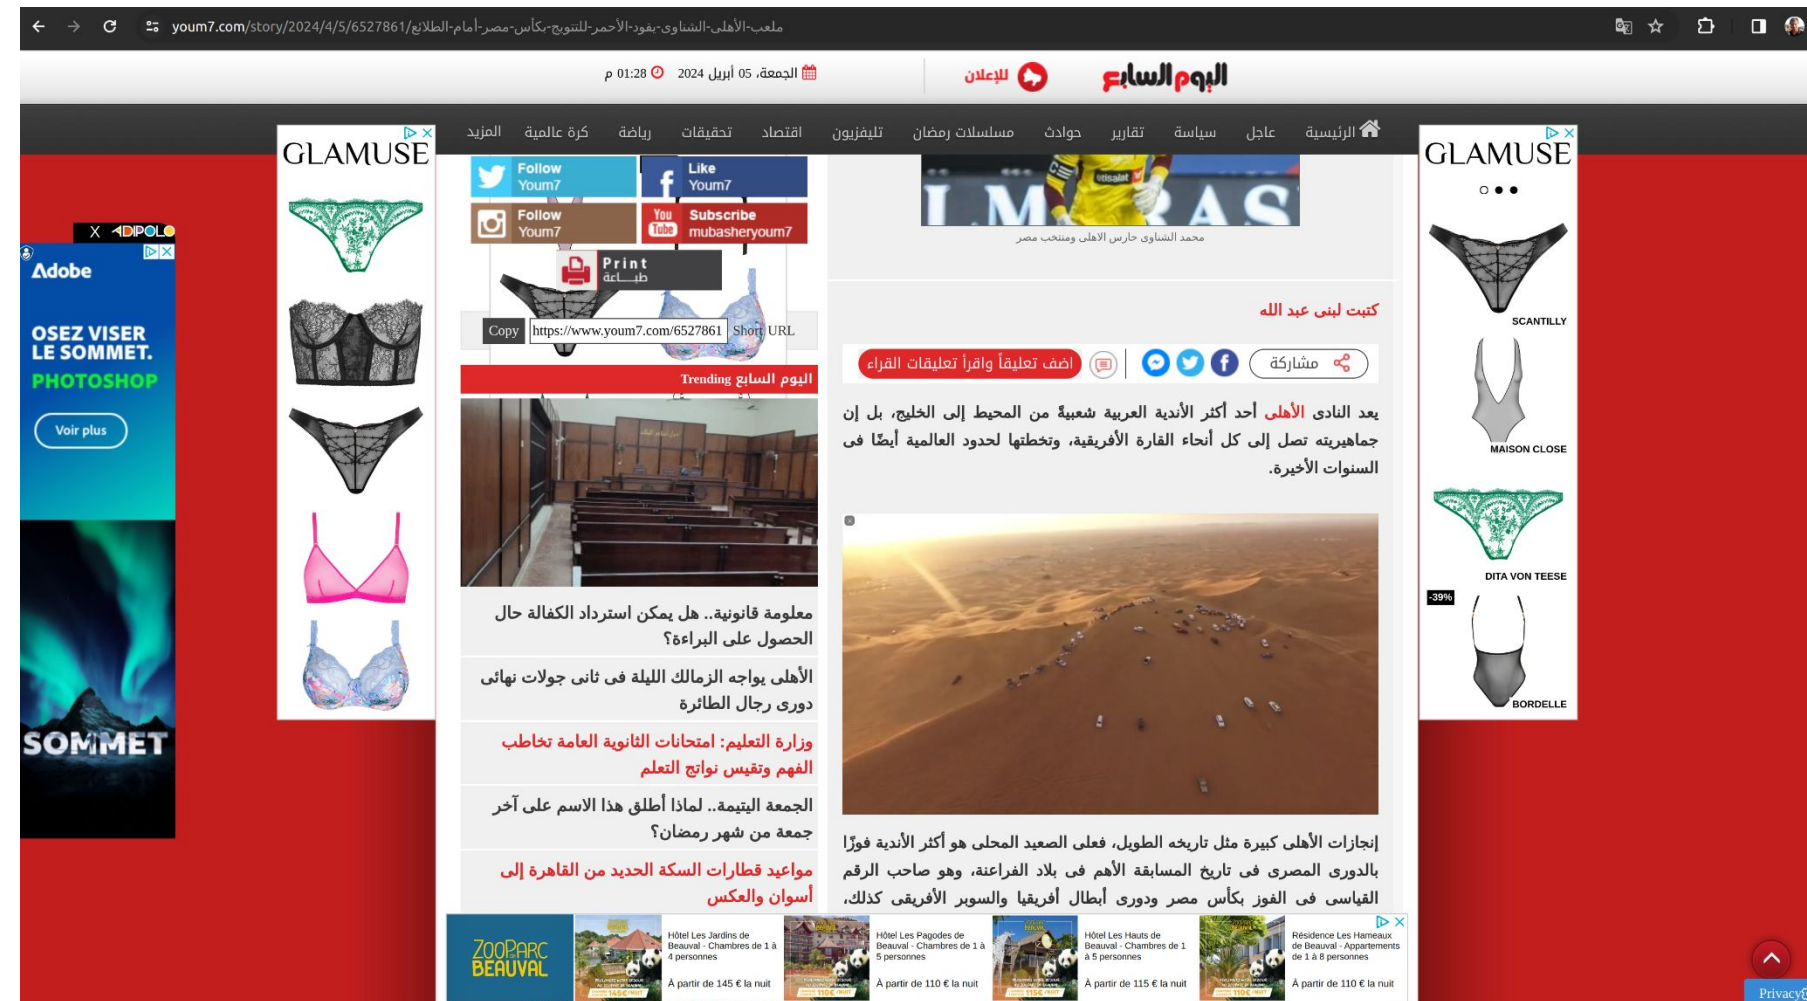 youm7.com/story/2024/4/5/6527861/ملعب-الأهلى-الشناوى-يقود-الأحمر-للتتويج-بكأس-مصر-أمام-الطلائع
اليوم السابع
للإعلان
الجمعة، 05 أبريل 2024 01:28 م
الرئيسية عاجل سياسة تقارير حوادث مسلسلات رمضان تليفزيون اقتصاد تحقيقات رياضة كرة عالمية المزيد
etisalat
محمد الشناوى حارس الاهلى ومنتخب مصر
كتبت لبنى عبد الله
مشاركة
اضف تعليقاً واقرأ تعليقات القراء
يعد النادى الأهلى أحد أكثر الأندية العربية شعبيةً من المحيط إلى الخليج، بل إن
جماهيريته تصل إلى كل أنحاء القارة الأفريقية، وتخطتها لحدود العالمية أيضًا فى
السنوات الأخيرة.
إنجازات الأهلى كبيرة مثل تاريخه الطويل، فعلى الصعيد المحلى هو أكثر الأندية فوزًا
بالدورى المصرى فى تاريخ المسابقة الأهم فى بلاد الفراعنة، وهو صاحب الرقم
القياسى فى الفوز بكأس مصر ودورى أبطال أفريقيا والسوبر الأفريقى كذلك،
Follow
Youm7
Like
Youm7
Follow
Youm7
You
Tube
Subscribe
mubasheryoum7
Print
طبـــاعة
Copy https://www.youm7.com/6527861 Short URL
اليوم السابع Trending
معلومة قانونية.. هل يمكن استرداد الكفالة حال
الحصول على البراءة؟
الأهلى يواجه الزمالك الليلة فى ثانى جولات نهائى
دورى رجال الطائرة
وزارة التعليم: امتحانات الثانوية العامة تخاطب
الفهم وتقيس نواتج التعلم
الجمعة اليتيمة.. لماذا أطلق هذا الاسم على آخر
جمعة من شهر رمضان؟
مواعيد قطارات السكة الحديد من القاهرة إلى
أسوان والعكس
GLAMUSE
GLAMUSE
SCANTILLY
MAISON CLOSE
DITA VON TEESE
-39%
BORDELLE
X ADIPOLO
Adobe
OSEZ VISER
LE SOMMET.
PHOTOSHOP
Voir plus
SOMMET
ZOOPARC
de
BEAUVAL
Hôtel Les Jardins de
Beauval - Chambres de 1 à
4 personnes
À partir de 145 € la nuit
Hôtel Les Pagodes de
Beauval - Chambres de 1 à
5 personnes
À partir de 110 € la nuit
Hôtel Les Hauts de
Beauval - Chambres de 1
à 5 personnes
À partir de 115 € la nuit
Résidence Les Hameaux
de Beauval - Appartements
de 1 à 8 personnes
À partir de 110 € la nuit
Privacy